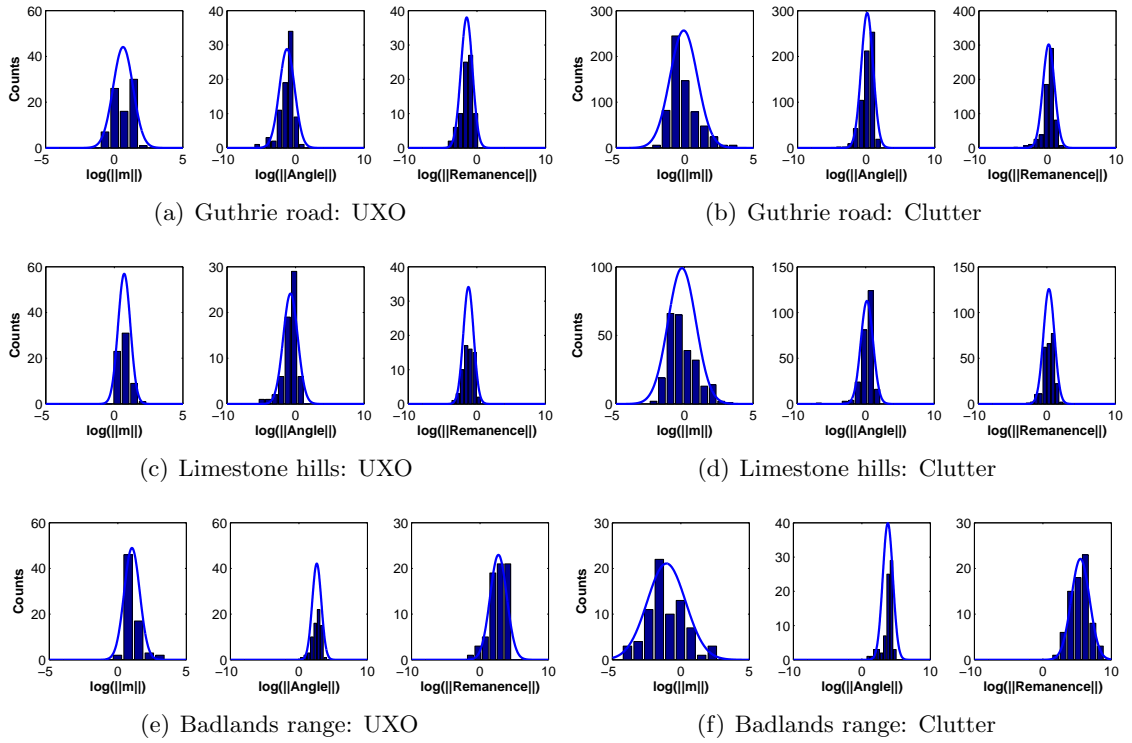 60
40
20
0
Counts
−5 0 5
log(||m||)
40
30
20
10
0
−10 0 10
log(||Angle||)
40
30
20
10
0
−10 0 10
log(||Remanence||)
(a) Guthrie road: UXO
300
200
100
0
Counts
−5 0 5
log(||m||)
300
200
100
0
−10 0 10
log(||Angle||)
400
300
200
100
0
−10 0 10
log(||Remanence||)
(b) Guthrie road: Clutter
60
40
20
0
Counts
−5 0 5
log(||m||)
30
20
10
0
−10 0 10
log(||Angle||)
40
30
20
10
0
−10 0 10
log(||Remanence||)
(c) Limestone hills: UXO
100
50
0
Counts
−5 0 5
log(||m||)
150
100
50
0
−10 0 10
log(||Angle||)
150
100
50
0
−10 0 10
log(||Remanence||)
(d) Limestone hills: Clutter
60
40
20
0
Counts
−5 0 5
log(||m||)
60
40
20
0
−10 0 10
log(||Angle||)
30
20
10
0
−10 0 10
log(||Remanence||)
(e) Badlands range: UXO
30
20
10
0
Counts
−5 0 5
log(||m||)
40
30
20
10
0
−10 0 10
log(||Angle||)
30
20
10
0
−10 0 10
log(||Remanence||)
(f) Badlands range: Clutter